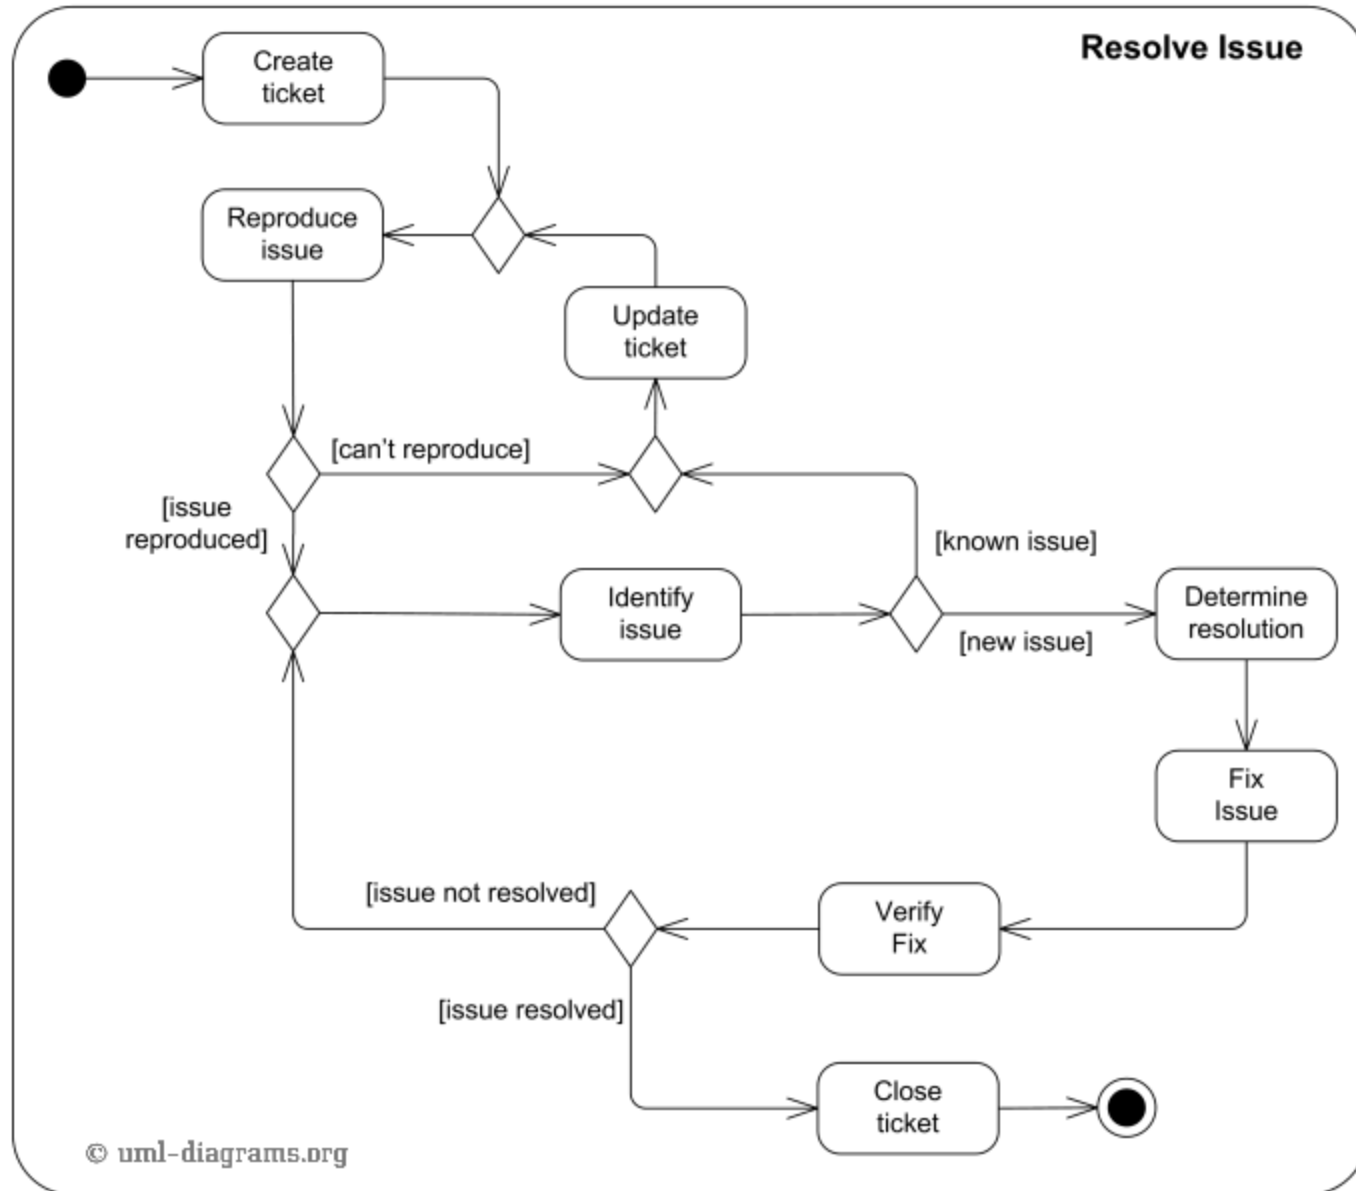 Resolve Issue
Create
ticket
Reproduce
issue
Update
ticket
[can't reproduce]
[issue
reproduced]
[known issue]
Identify
issue
Determine
resolution
[new issue]
Fix
Issue
[issue not resolved]
Verify
Fix
[issue resolved]
Close
ticket
© uml-diagrams.org